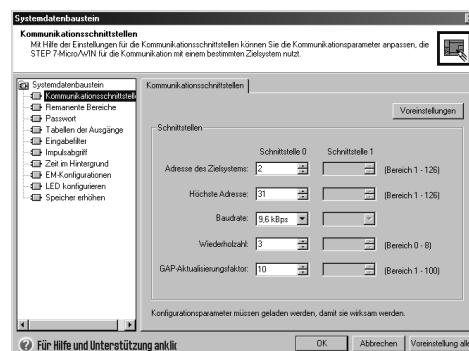 Systemdatenbaustein
Kommunikationsschnittstellen
Mit Hilfe der Einstellungen für die Kommunikationsschnittstellen können Sie die Kommunikationsparameter anpassen, die
STEP 7-Micro/WIN für die Kommunikation mit einem bestimmten Zielsystem nutzt.
Systemdatenbaustein
Kommunikationsschnittstell
Remanente Bereiche
Passwort
Tabellen der Ausgänge
Eingabefilter
Impulsabgriff
Zeit im Hintergrund
EM-Konfigurationen
LED konfigurieren
Speicher erhöhen
Kommunikationsschnittstellen
Voreinstellungen
Schnittstellen
Schnittstelle 0 Schnittstelle 1
Adresse des Zielsystems: 2 (Bereich 1 - 126)
Höchste Adresse: 31 (Bereich 1 - 126)
Baudrate: 9,6 kBps
Wiederholzahl: 3 (Bereich 0 - 8)
GAP-Aktualisierungsfaktor: 10 (Bereich 1 - 100)
Konfigurationsparameter müssen geladen werden, damit sie wirksam werden.
Für Hilfe und Unterstützung anklic
OK Abbrechen Voreinstellung alle